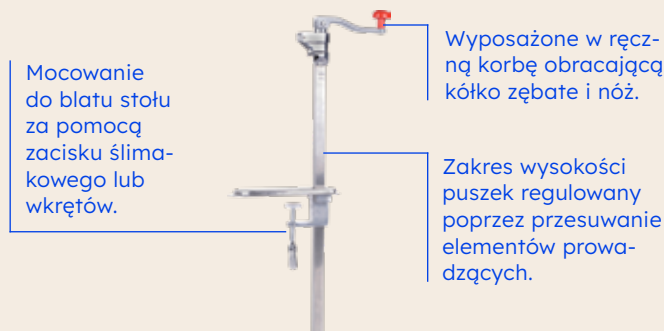 Mocowanie
do blatu stołu
za pomocą
zacisku ślima-
kowego lub
wkrętów.
Wyposażone w ręcz-
ną korbę obracającą
kółko zębate i nóż.
Zakres wysokości
puszek regulowany
poprzez przesuwanie
elementów prowa-
dzących.